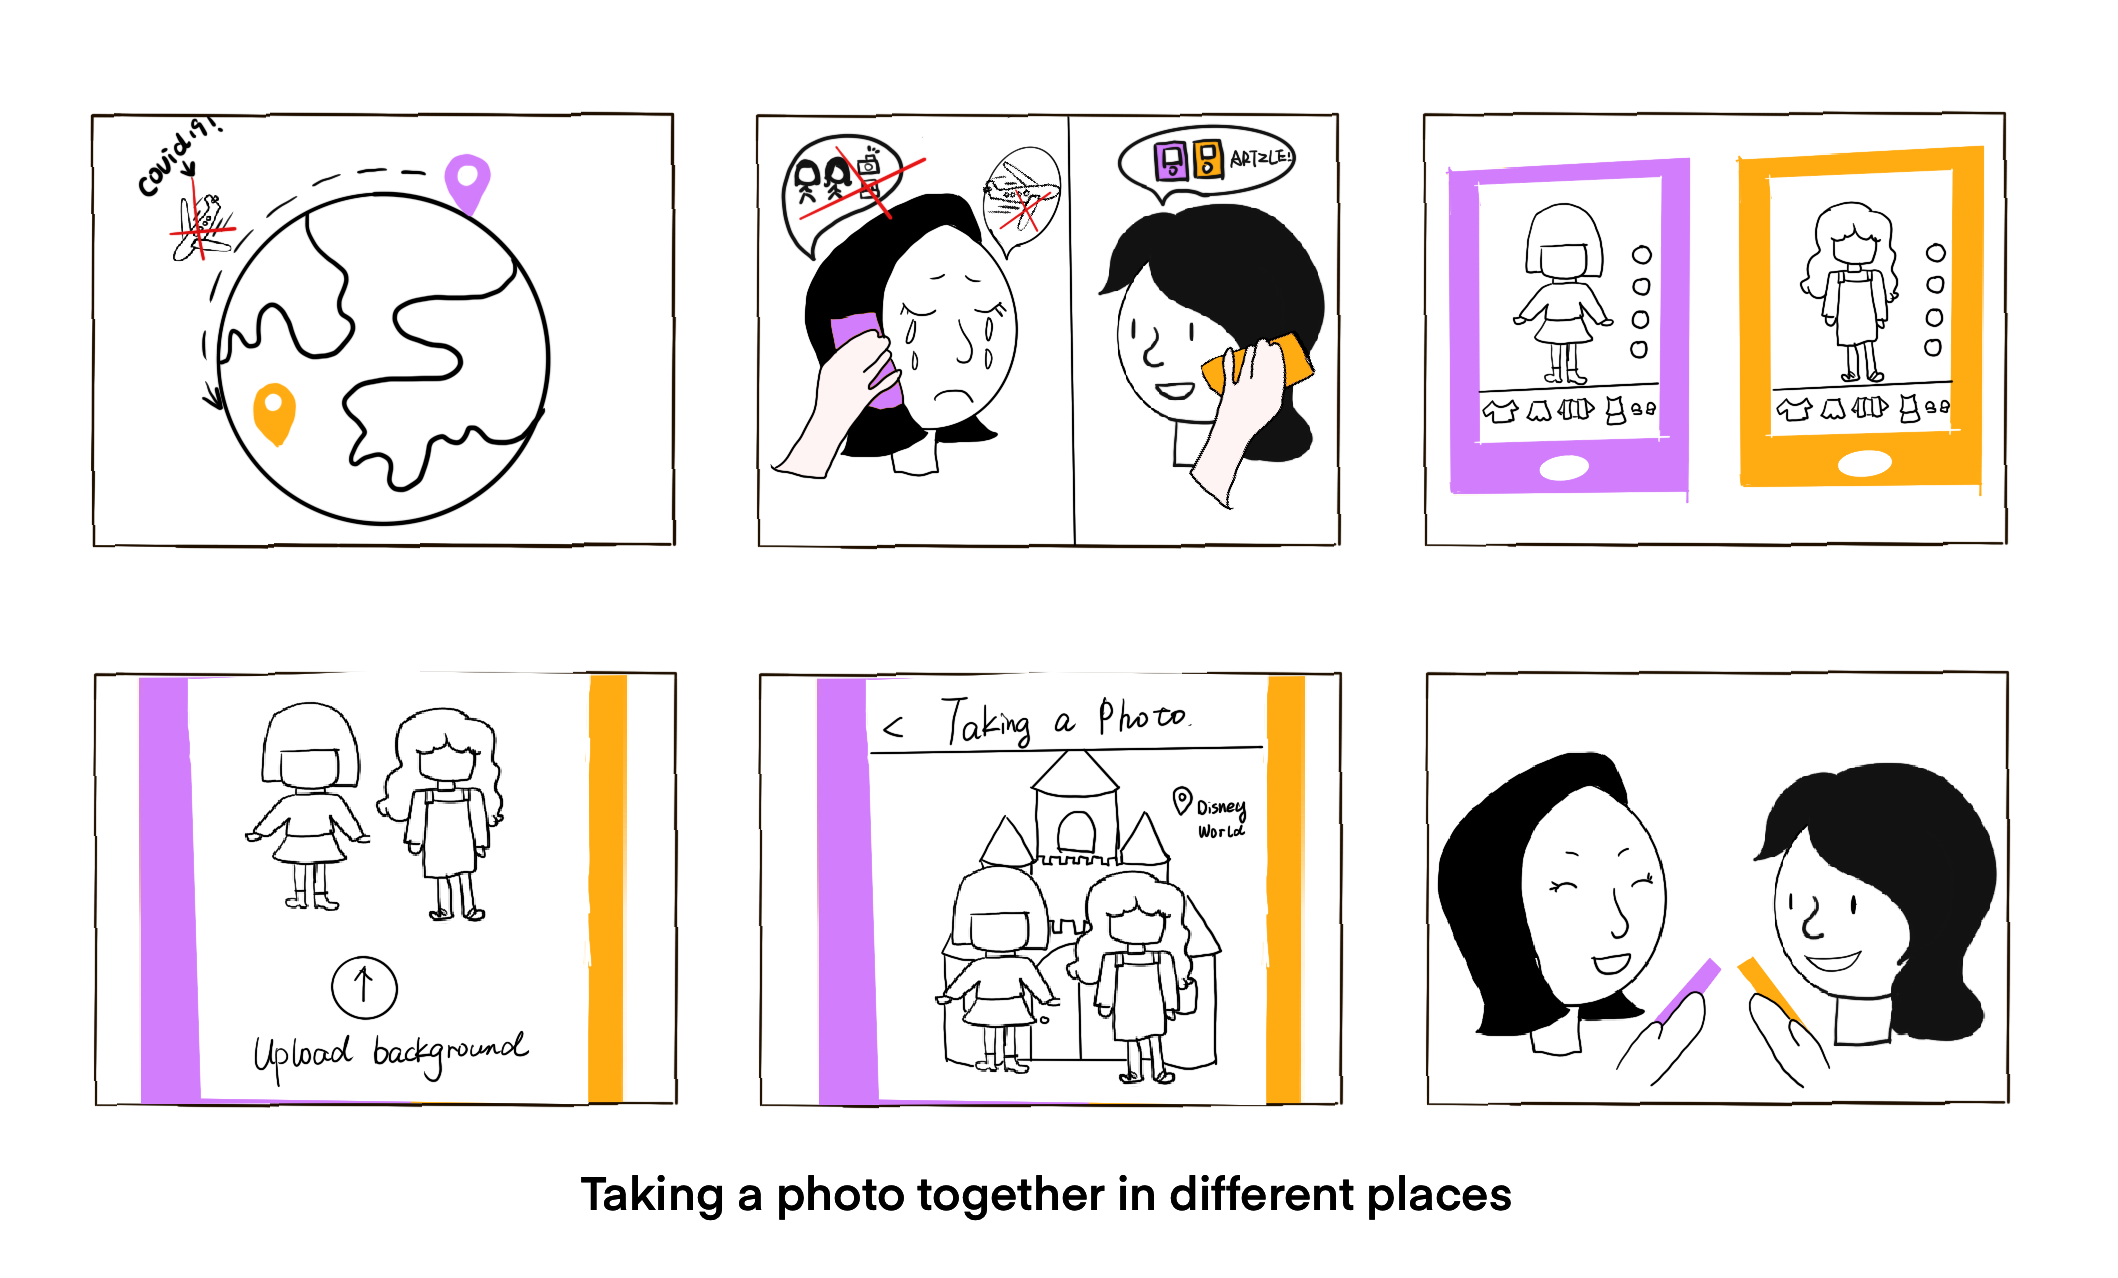 Covid.19!
ARTZLE!
Upload background
< Taking a Photo.
Disney
World
Taking a photo together in different places